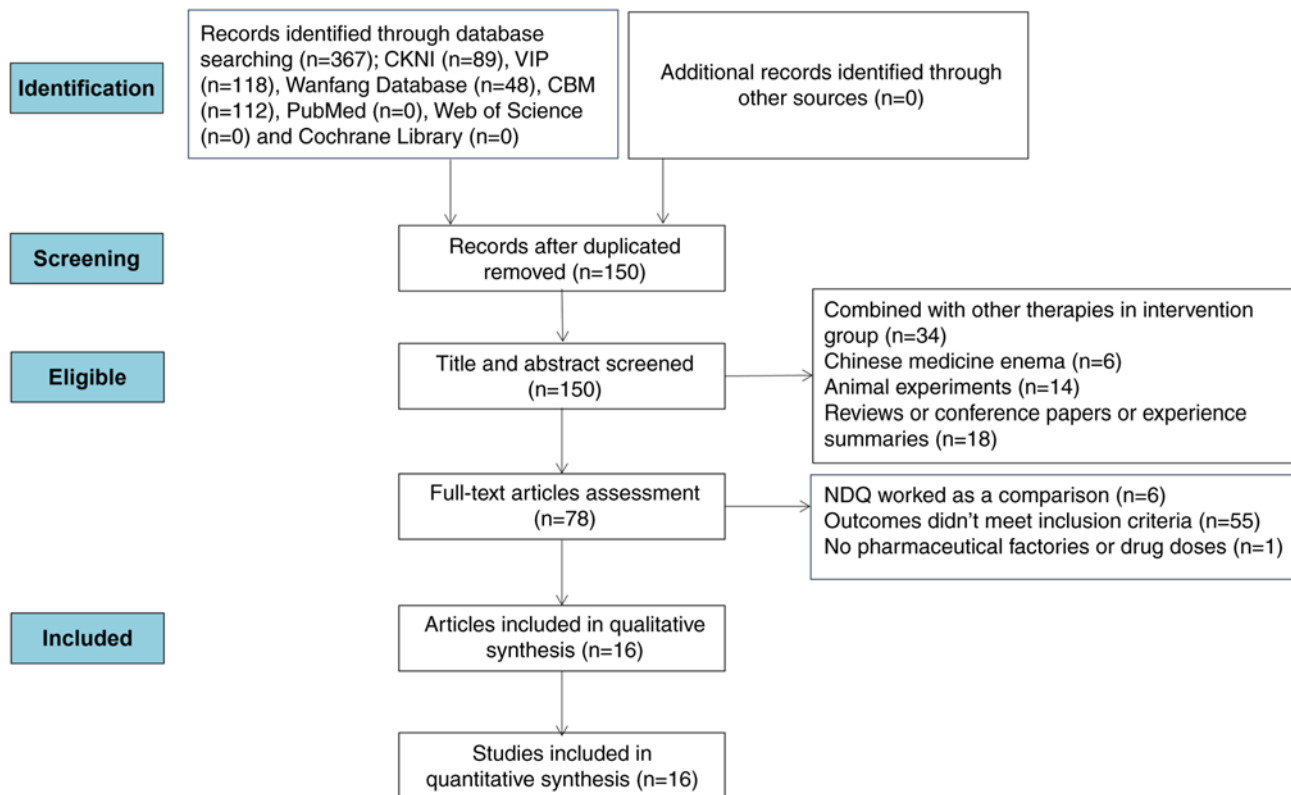 Records identified through database
searching (n=367); CKNI (n=89), VIP
(n=118), Wanfang Database (n=48), CBM
(n=112), PubMed (n=0), Web of Science
(n=0) and Cochrane Library (n=0)
Additional records identified through
other sources (n=0)
Identification
Screening
Records after duplicated
removed (n=150)
Eligible
Title and abstract screened
(n=150)
Combined with other therapies in intervention
group (n=34)
Chinese medicine enema (n=6)
Animal experiments (n=14)
Reviews or conference papers or experience
summaries (n=18)
Full-text articles assessment
(n=78)
NDQ worked as a comparison (n=6)
Outcomes didn't meet inclusion criteria (n=55)
No pharmaceutical factories or drug doses (n=1)
Included
Articles included in qualitative
synthesis (n=16)
Studies included in
quantitative synthesis (n=16)